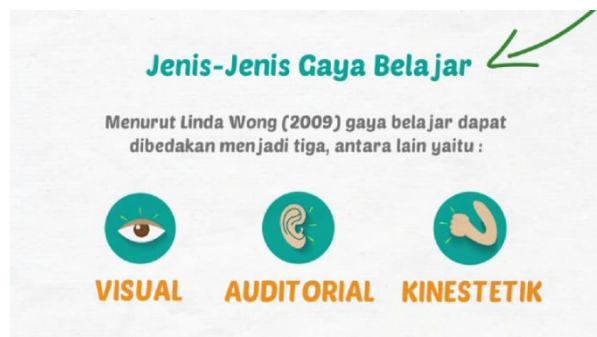 Jenis-Jenis Gaya Belajar
Menurut Linda Wong (2009) gaya belajar dapat
dibedakan menjadi tiga, antara lain yaitu :
VISUAL AUDITORIAL KINESTETIK